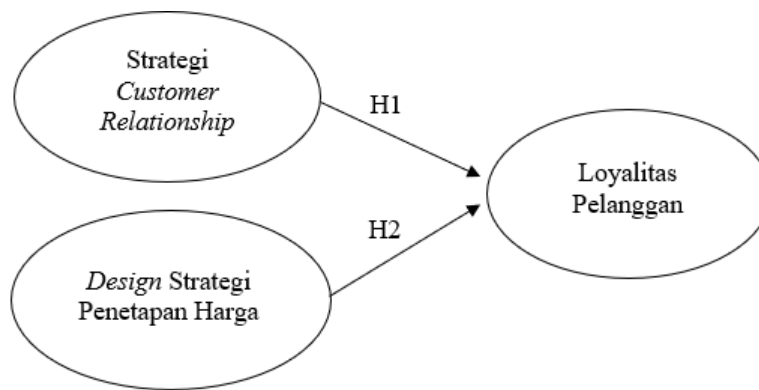 Strategi
Customer
Relationship
H1
Loyalitas
Pelanggan
H2
Design Strategi
Penetapan Harga